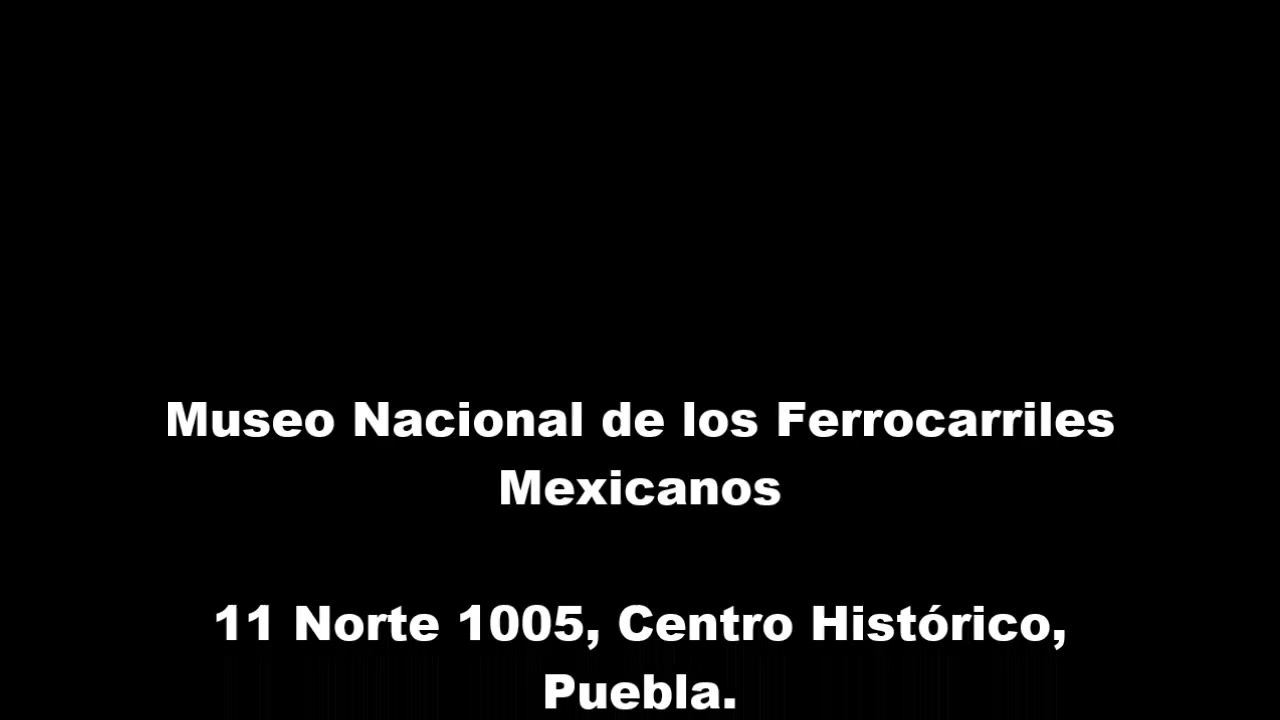 Museo Nacional de los Ferrocarriles
Mexicanos
11 Norte 1005, Centro Histórico,
Puebla.